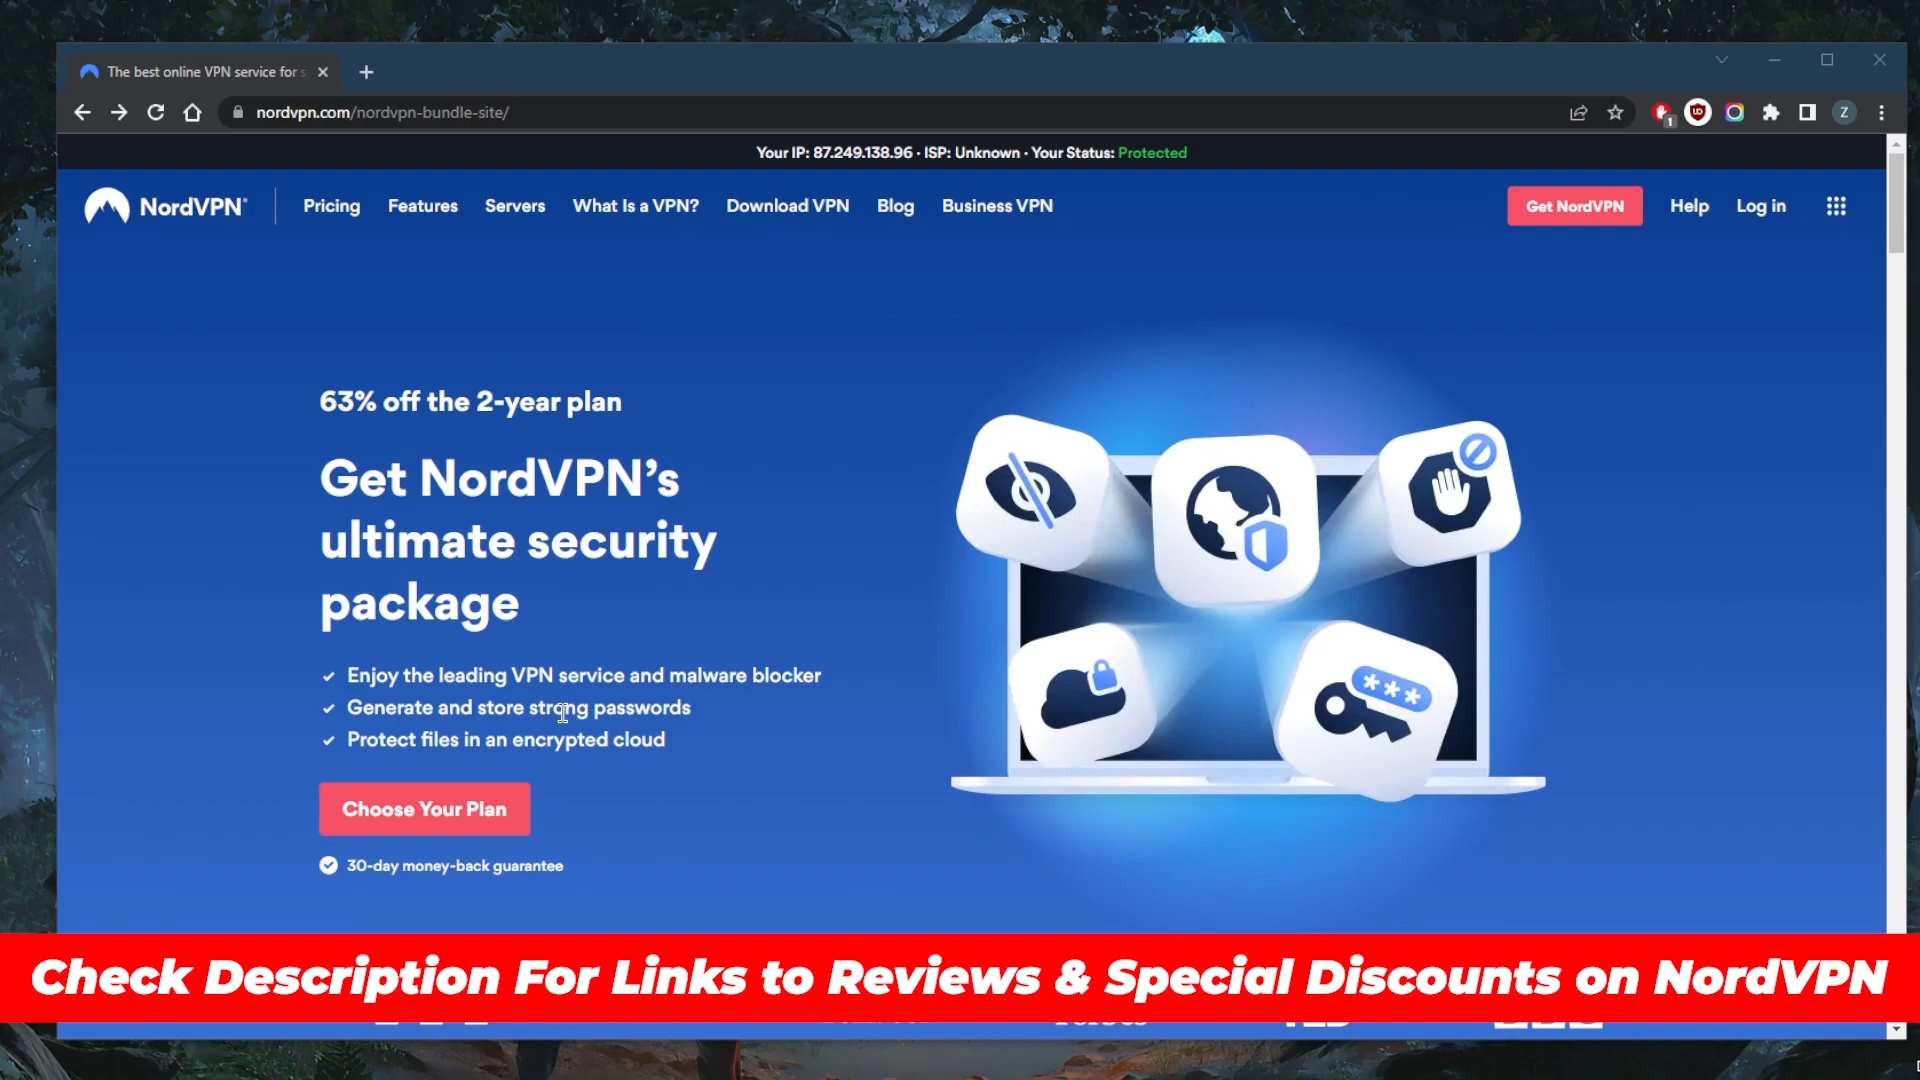 The best online VPN service for s
nordvpn.com/nordvpn-bundle-site/
1
Z
Your IP: 87.249.138.96 · ISP: Unknown · Your Status: Protected
NordVPN®
Pricing
Features
Servers
What Is a VPN?
Download VPN
Blog
Business VPN
Get NordVPN
Help
Log in
63% off the 2-year plan
Get NordVPN's
ultimate security
package
Enjoy the leading VPN service and malware blocker
Generate and store strong passwords
Protect files in an encrypted cloud
***
Choose Your Plan
30-day money-back guarantee
Check Description For Links to Reviews & Special Discounts on NordVPN